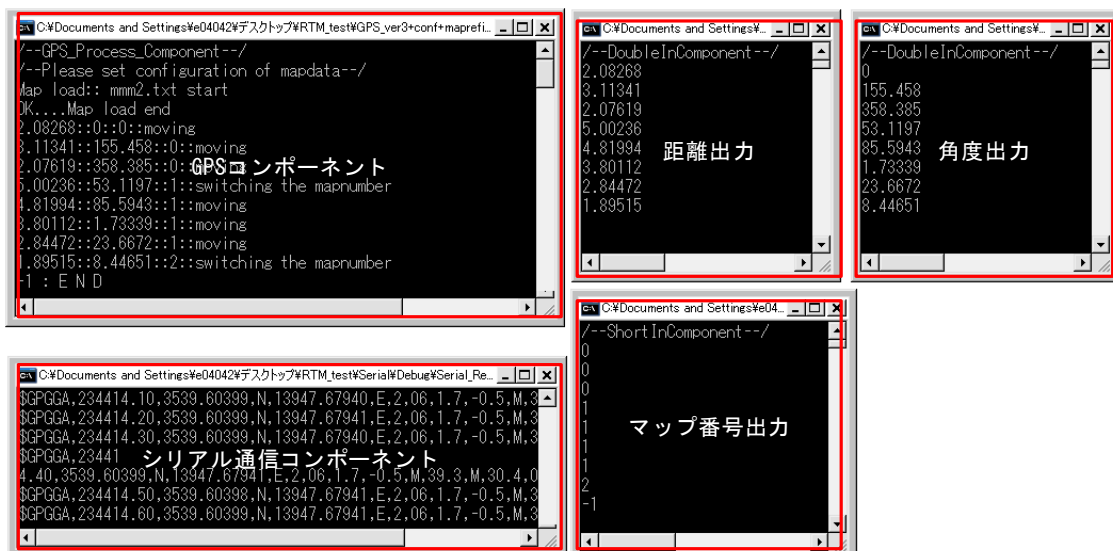 C:¥Documents and Settings¥e04042¥デスクトップ¥RTM_test¥GPS_ver3+conf+maprefi...
/--GPS_Process_Component--/
/--Please set configuration of mapdata--/
Map load:: mmm2.txt start
OK....Map load end
2.08268::0::0::moving
3.11341::155.458::0::moving
2.07619::358.385::0::moving
5.00236::53.1197::1::switching the mapnumber
4.81994::85.5943::1::moving
3.80112::1.73339::1::moving
2.84472::23.6672::1::moving
1.89515::8.44651::2::switching the mapnumber
-1 : E N D
GPSコンポーネント
C:¥Documents and Settings¥...
/--DoubleInComponent--/
2.08268
3.11341
2.07619
5.00236
4.81994
3.80112
2.84472
1.89515
距離出力
C:¥Documents and Settings¥...
/--DoubleInComponent--/
0
155.458
358.385
53.1197
85.5943
1.73339
23.6672
8.44651
角度出力
C:¥Documents and Settings¥e04042¥デスクトップ¥RTM_test¥Serial¥Debug¥Serial_Re...
$GPGGA,234414.10,3539.60399,N,13947.67940,E,2,06,1.7,-0.5,M,3
$GPGGA,234414.20,3539.60399,N,13947.67941,E,2,06,1.7,-0.5,M,3
$GPGGA,234414.30,3539.60399,N,13947.67940,E,2,06,1.7,-0.5,M,3
$GPGGA,23441
4.40,3539.60399,N,13947.67941,E,2,06,1.7,-0.5,M,39.3,M,30.4,0
$GPGGA,234414.50,3539.60398,N,13947.67941,E,2,06,1.7,-0.5,M,3
$GPGGA,234414.60,3539.60399,N,13947.67941,E,2,06,1.7,-0.5,M,3
シリアル通信コンポーネント
C:¥Documents and Settings¥e04...
/--ShortInComponent--/
0
0
0
1
1
1
1
2
-1
マップ番号出力